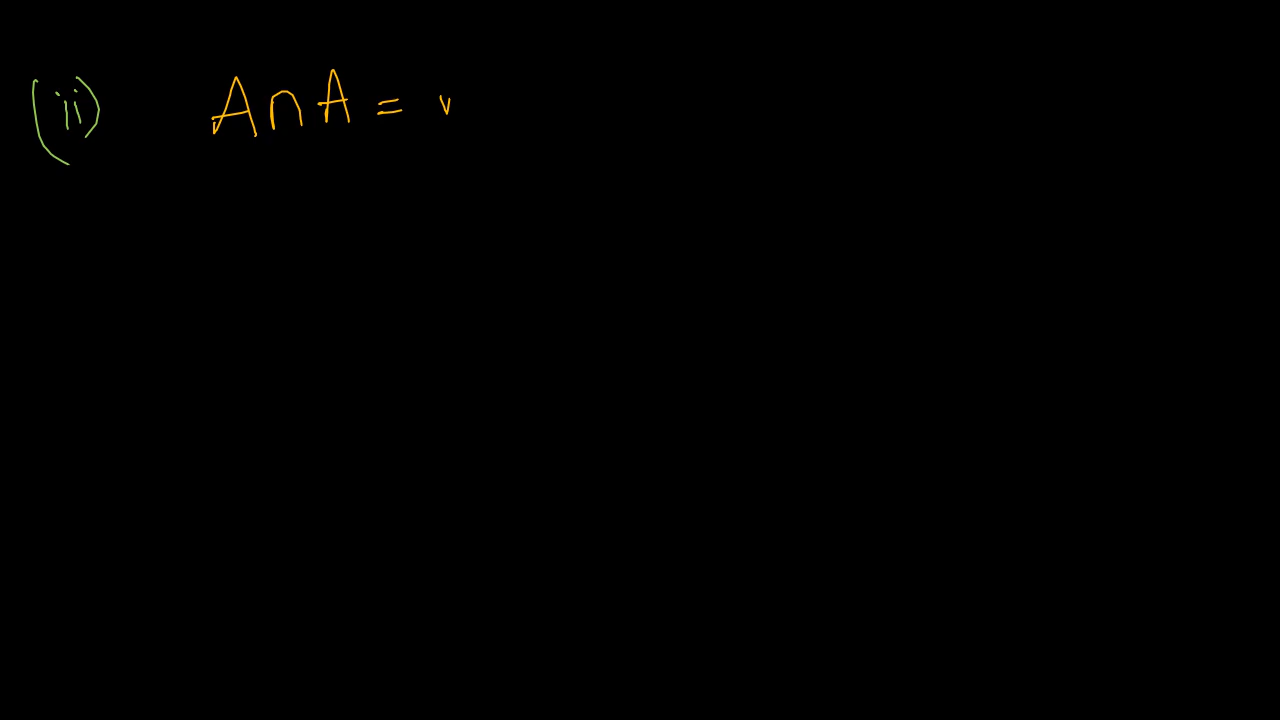 (ii) A∩A =